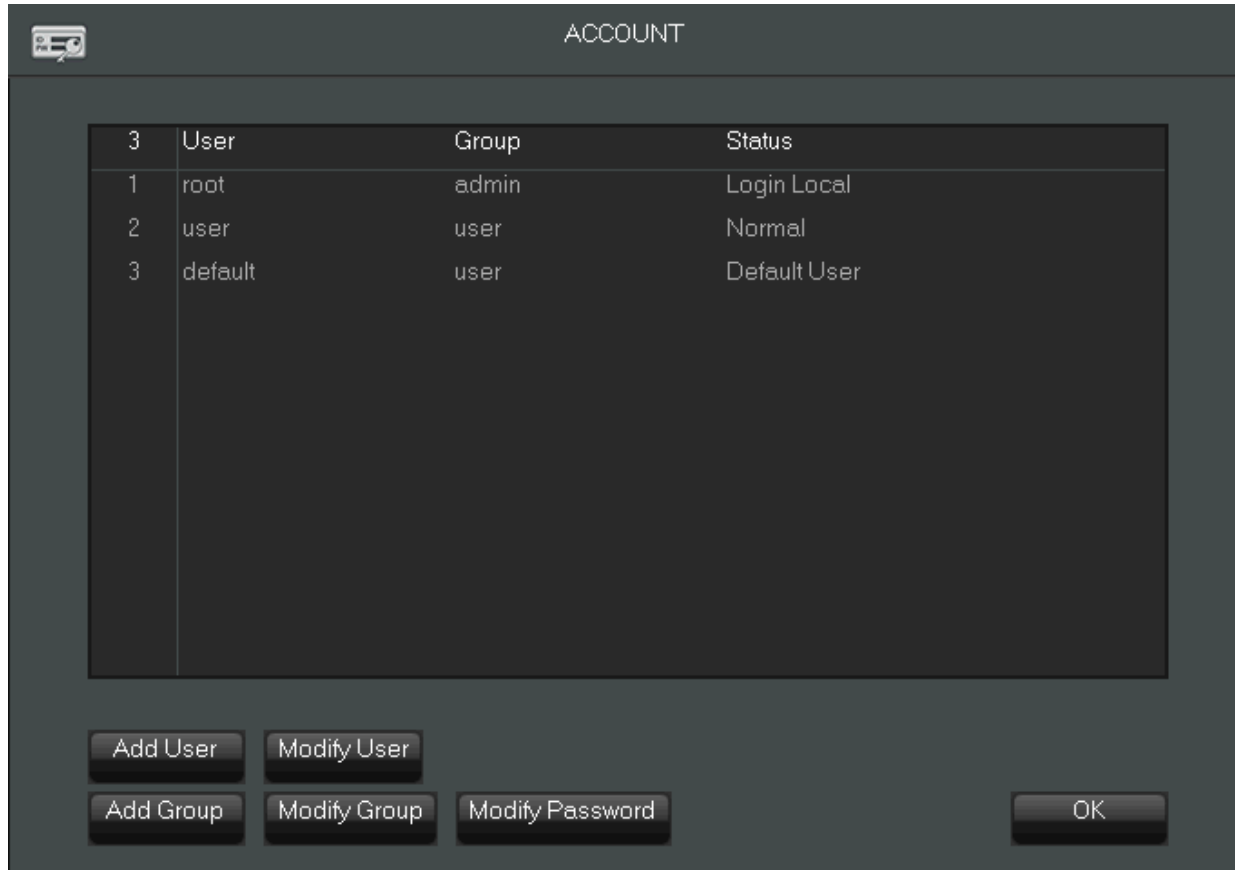 ACCOUNT
3 User Group Status
1 root admin Login Local
2 user user Normal
3 default user Default User
Add User Modify User
Add Group Modify Group Modify Password OK